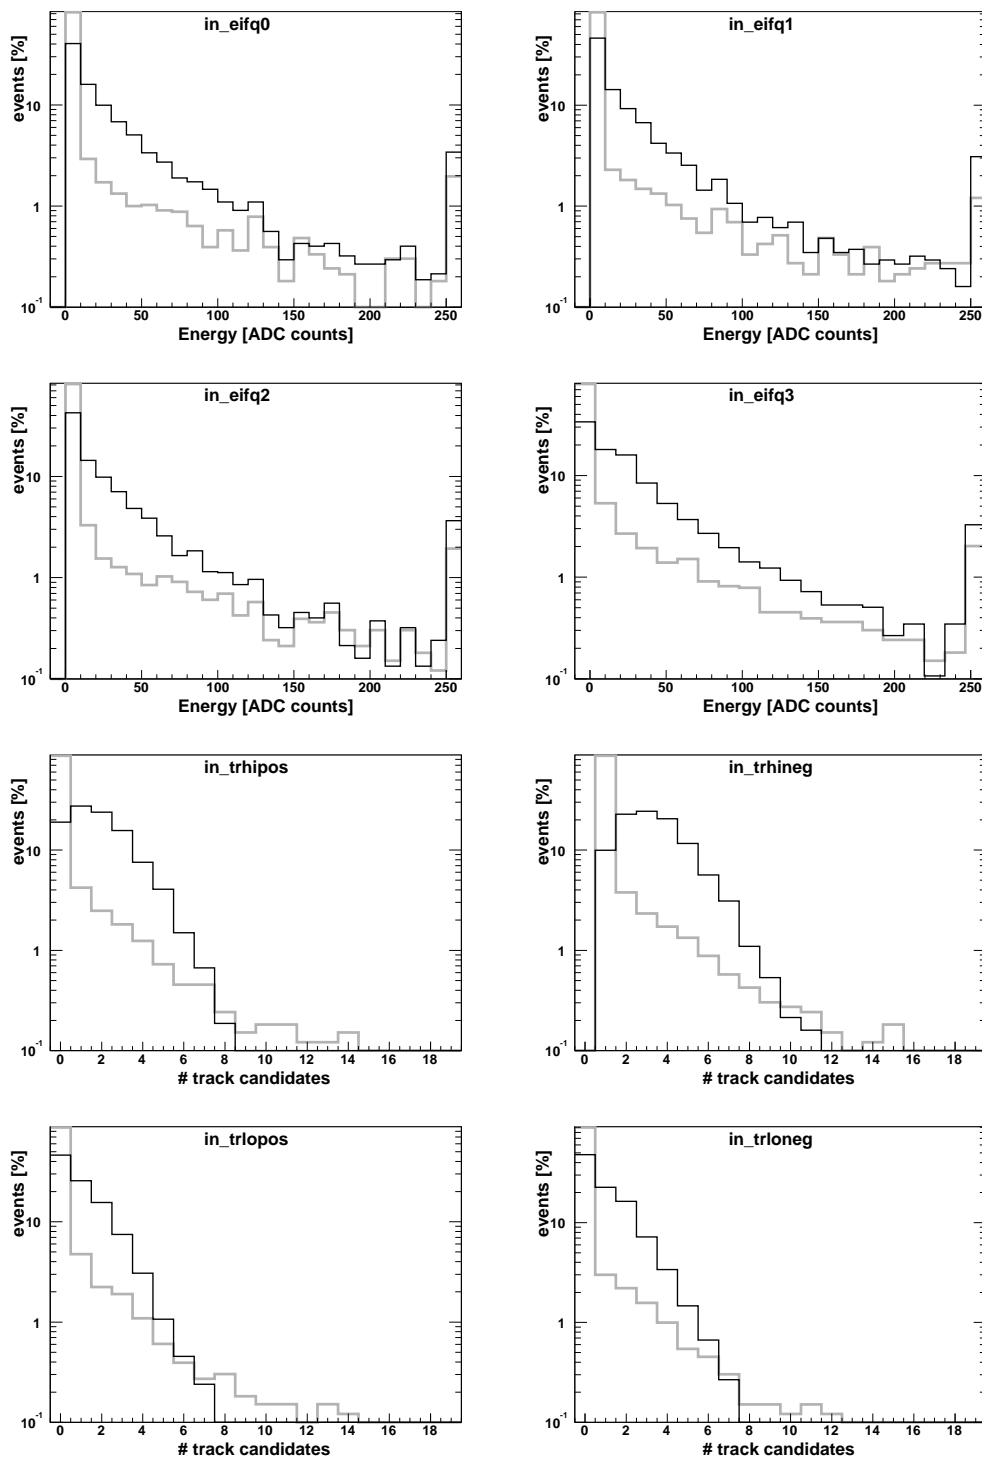 in_eifq0
events [%]
10
1
10-1
0 50 100 150 200 250
Energy [ADC counts]
in_eifq1
events [%]
10
1
10-1
0 50 100 150 200 250
Energy [ADC counts]
in_eifq2
events [%]
10
1
10-1
0 50 100 150 200 250
Energy [ADC counts]
in_eifq3
events [%]
10
1
10-1
0 50 100 150 200 250
Energy [ADC counts]
in_trhipos
events [%]
10
1
10-1
0 2 4 6 8 10 12 14 16 18
# track candidates
in_trhineg
events [%]
10
1
10-1
0 2 4 6 8 10 12 14 16 18
# track candidates
in_trlopos
events [%]
10
1
10-1
0 2 4 6 8 10 12 14 16 18
# track candidates
in_trloneg
events [%]
10
1
10-1
0 2 4 6 8 10 12 14 16 18
# track candidates